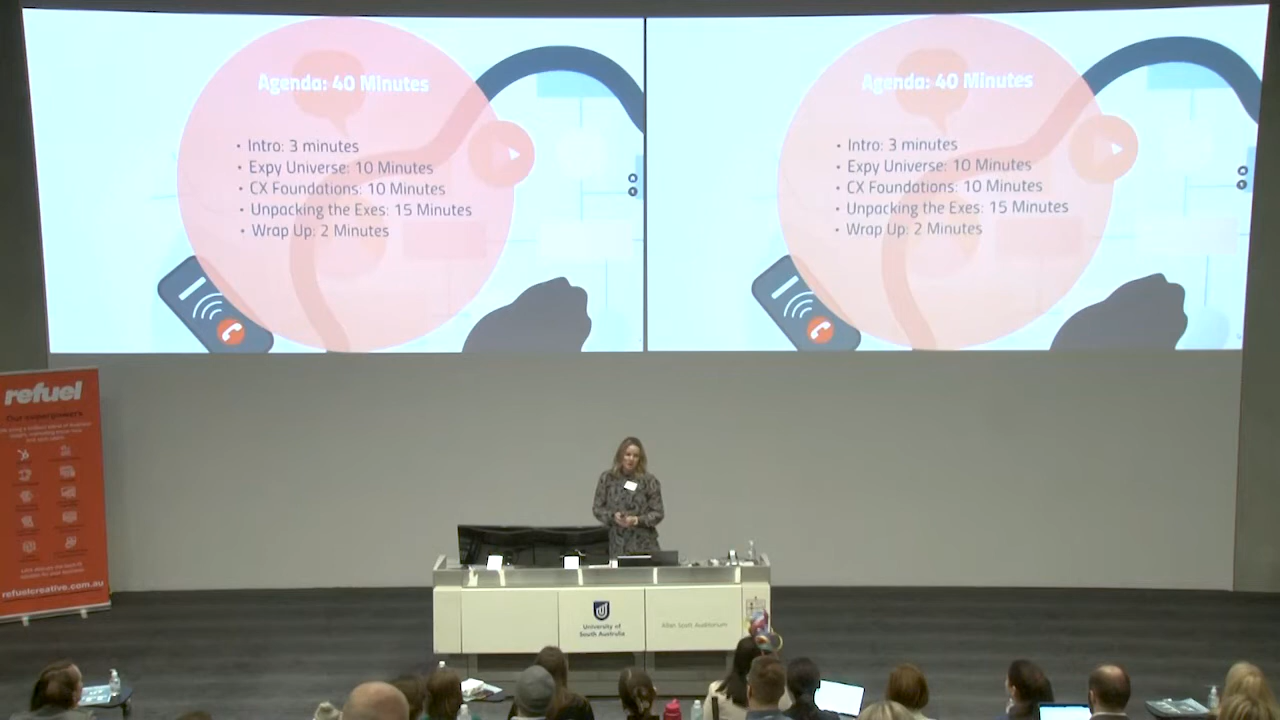 Agenda: 40 Minutes
• Intro: 3 minutes
• Expy Universe: 10 Minutes
• CX Foundations: 10 Minutes
• Unpacking the Exes: 15 Minutes
• Wrap Up: 2 Minutes
Agenda: 40 Minutes
• Intro: 3 minutes
• Expy Universe: 10 Minutes
• CX Foundations: 10 Minutes
• Unpacking the Exes: 15 Minutes
• Wrap Up: 2 Minutes
refuel
Our superpowers
refuelcreative.com.au
University of
South Australia
Allan Scott Auditorium